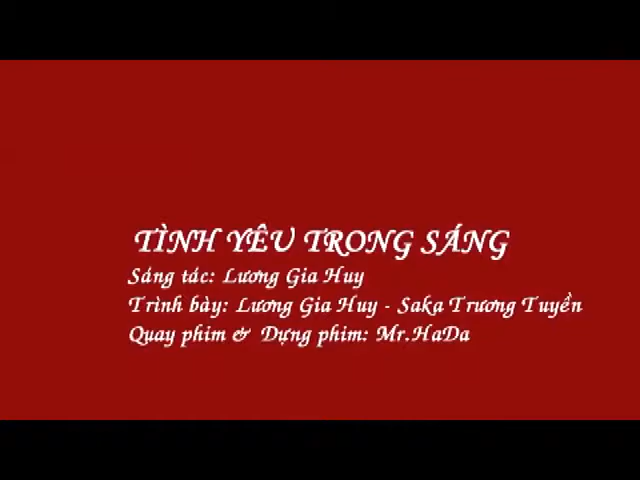 TÌNH YÊU TRONG SÁNG
Sáng tác: Lương Gia Huy
Trình bày: Lương Gia Huy - Saka Trương Tuyền
Quay phim & Dựng phim: Mr.HaDa